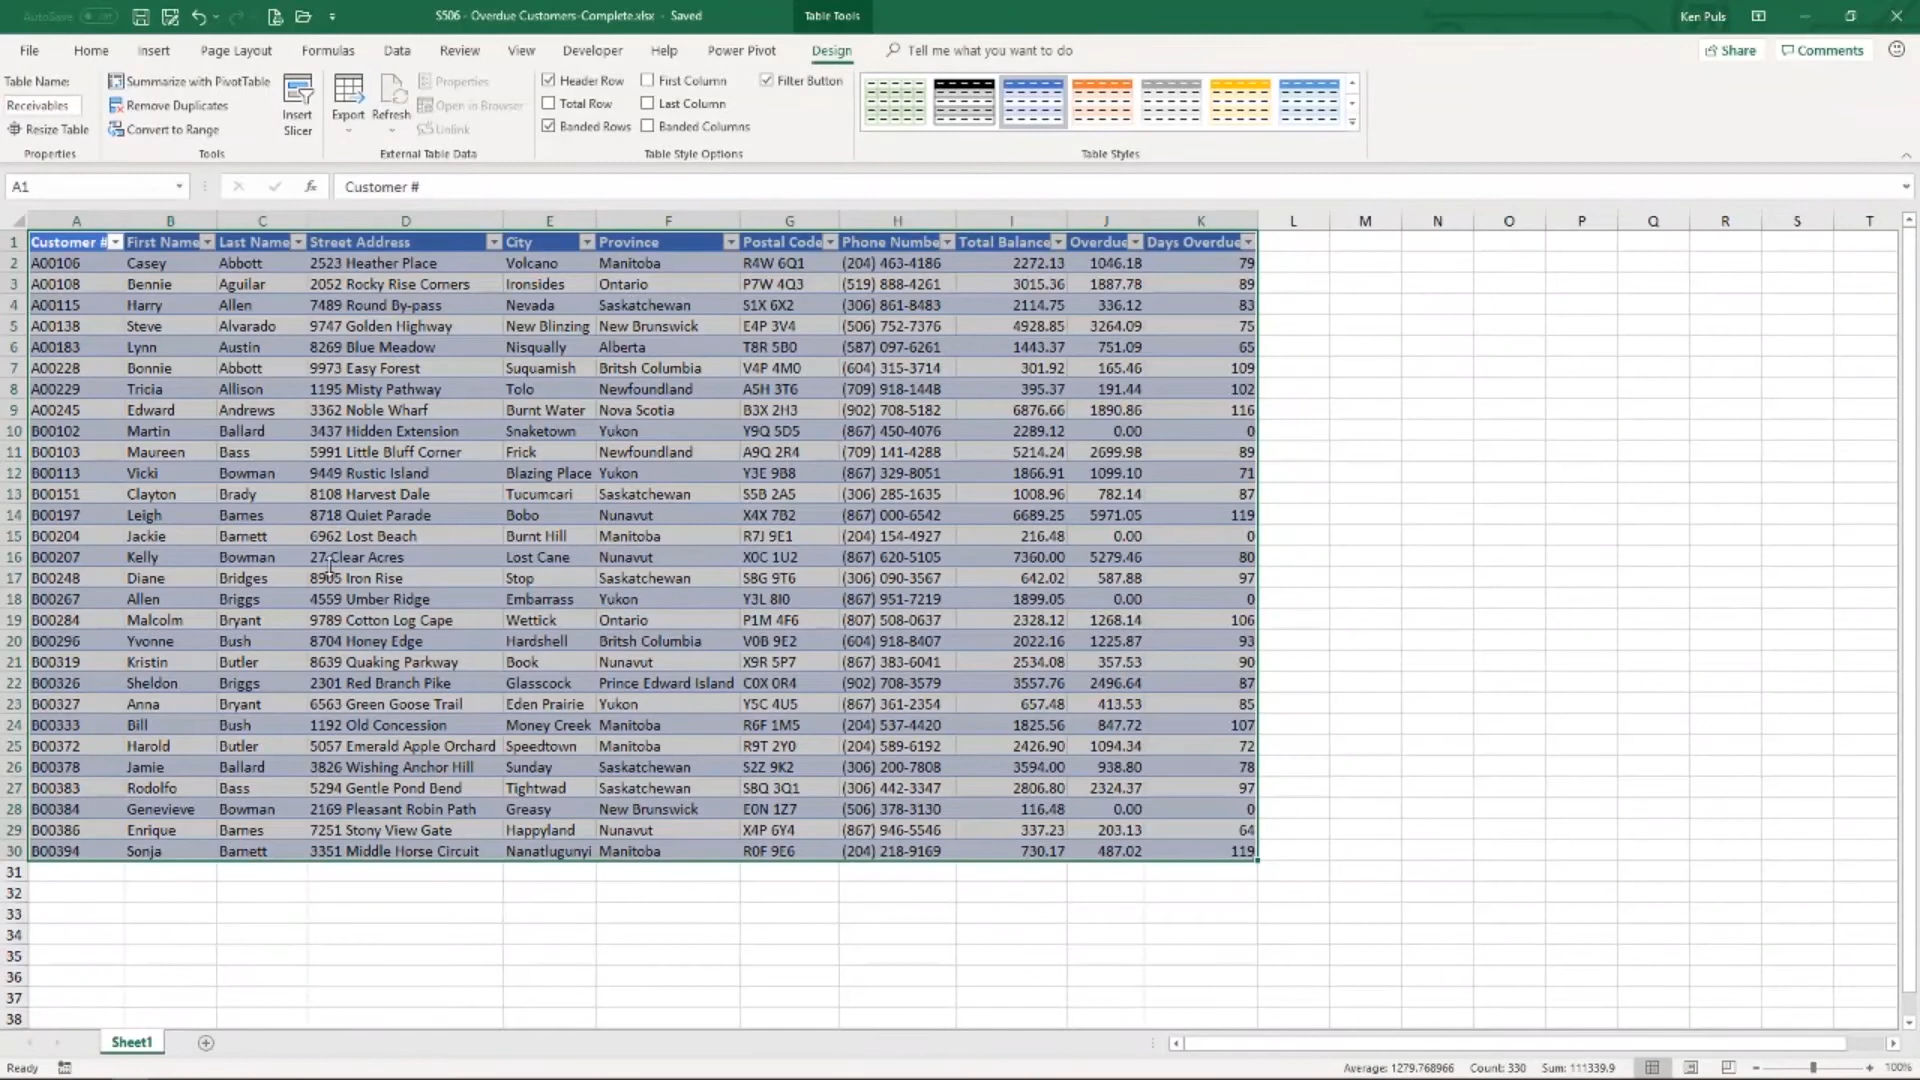 AutoSave Off S506 - Overdue Customers-Complete.xlsx - Saved Table Tools Ken Puls
File Home Insert Page Layout Formulas Data Review View Developer Help Power Pivot Design Tell me what you want to do Share Comments
Table Name: Summarize with PivotTable Properties Header Row First Column Filter Button
Receivables Remove Duplicates Insert Slicer Export Refresh Open in Browser Total Row Last Column
Resize Table Convert to Range Unlink Banded Rows Banded Columns
Properties Tools External Table Data Table Style Options Table Styles
A1 fx Customer #
A B C D E F G H I J K L M N O P Q R S T
1 Customer # First Name Last Name Street Address City Province Postal Code Phone Numbe Total Balance Overdue Days Overdue
2 A00106 Casey Abbott 2523 Heather Place Volcano Manitoba R4W 6Q1 (204) 463-4186 2272.13 1046.18 79
3 A00108 Bennie Aguilar 2052 Rocky Rise Corners Ironsides Ontario P7W 4Q3 (519) 888-4261 3015.36 1887.78 89
4 A00115 Harry Allen 7489 Round By-pass Nevada Saskatchewan S1X 6X2 (306) 861-8483 2114.75 336.12 83
5 A00138 Steve Alvarado 9747 Golden Highway New Blinzing New Brunswick E4P 3V4 (506) 752-7376 4928.85 3264.09 75
6 A00183 Lynn Austin 8269 Blue Meadow Nisqually Alberta T8R 5B0 (587) 097-6261 1443.37 751.09 65
7 A00228 Bonnie Abbott 9973 Easy Forest Suquamish Britsh Columbia V4P 4M0 (604) 315-3714 301.92 165.46 109
8 A00229 Tricia Allison 1195 Misty Pathway Tolo Newfoundland A5H 3T6 (709) 918-1448 395.37 191.44 102
9 A00245 Edward Andrews 3362 Noble Wharf Burnt Water Nova Scotia B3X 2H3 (902) 708-5182 6876.66 1890.86 116
10 B00102 Martin Ballard 3437 Hidden Extension Snaketown Yukon Y9Q 5D5 (867) 450-4076 2289.12 0.00 0
11 B00103 Maureen Bass 5991 Little Bluff Corner Frick Newfoundland A9Q 2R4 (709) 141-4288 5214.24 2699.98 89
12 B00113 Vicki Bowman 9449 Rustic Island Blazing Place Yukon Y3E 9B8 (867) 329-8051 1866.91 1099.10 71
13 B00151 Clayton Brady 8108 Harvest Dale Tucumcari Saskatchewan S5B 2A5 (306) 285-1635 1008.96 782.14 87
14 B00197 Leigh Barnes 8718 Quiet Parade Bobo Nunavut X4X 7B2 (867) 000-6542 6689.25 5971.05 119
15 B00204 Jackie Barnett 6962 Lost Beach Burnt Hill Manitoba R7J 9E1 (204) 154-4927 216.48 0.00 0
16 B00207 Kelly Bowman 27 Clear Acres Lost Cane Nunavut X0C 1U2 (867) 620-5105 7360.00 5279.46 80
17 B00248 Diane Bridges 8905 Iron Rise Stop Saskatchewan S8G 9T6 (306) 090-3567 642.02 587.88 97
18 B00267 Allen Briggs 4559 Umber Ridge Embarrass Yukon Y3L 8I0 (867) 951-7219 1899.05 0.00 0
19 B00284 Malcolm Bryant 9789 Cotton Log Cape Wettick Ontario P1M 4F6 (807) 508-0637 2328.12 1268.14 106
20 B00296 Yvonne Bush 8704 Honey Edge Hardshell Britsh Columbia V0B 9E2 (604) 918-8407 2022.16 1225.87 93
21 B00319 Kristin Butler 8639 Quaking Parkway Book Nunavut X9R 5P7 (867) 383-6041 2534.08 357.53 90
22 B00326 Sheldon Briggs 2301 Red Branch Pike Glasscock Prince Edward Island C0X 0R4 (902) 708-3579 3557.76 2496.64 87
23 B00327 Anna Bryant 6563 Green Goose Trail Eden Prairie Yukon Y5C 4U5 (867) 361-2354 657.48 413.53 85
24 B00333 Bill Bush 1192 Old Concession Money Creek Manitoba R6F 1M5 (204) 537-4420 1825.56 847.72 107
25 B00372 Harold Butler 5057 Emerald Apple Orchard Speedtown Manitoba R9T 2Y0 (204) 589-6192 2426.90 1094.34 72
26 B00378 Jamie Ballard 3826 Wishing Anchor Hill Sunday Saskatchewan S2Z 9K2 (306) 200-7808 3594.00 938.80 78
27 B00383 Rodolfo Bass 5294 Gentle Pond Bend Tightwad Saskatchewan S8Q 3Q1 (306) 442-3347 2806.80 2324.37 97
28 B00384 Genevieve Bowman 2169 Pleasant Robin Path Greasy New Brunswick E0N 1Z7 (506) 378-3130 116.48 0.00 0
29 B00386 Enrique Barnes 7251 Stony View Gate Happyland Nunavut X4P 6Y4 (867) 946-5546 337.23 203.13 64
30 B00394 Sonja Barnett 3351 Middle Horse Circuit Nanatlugunyi Manitoba R0F 9E6 (204) 218-9169 730.17 487.02 119
31
32
33
34
35
36
37
38
Sheet1
Ready Average: 1279.768966 Count: 330 Sum: 111339.9 100%